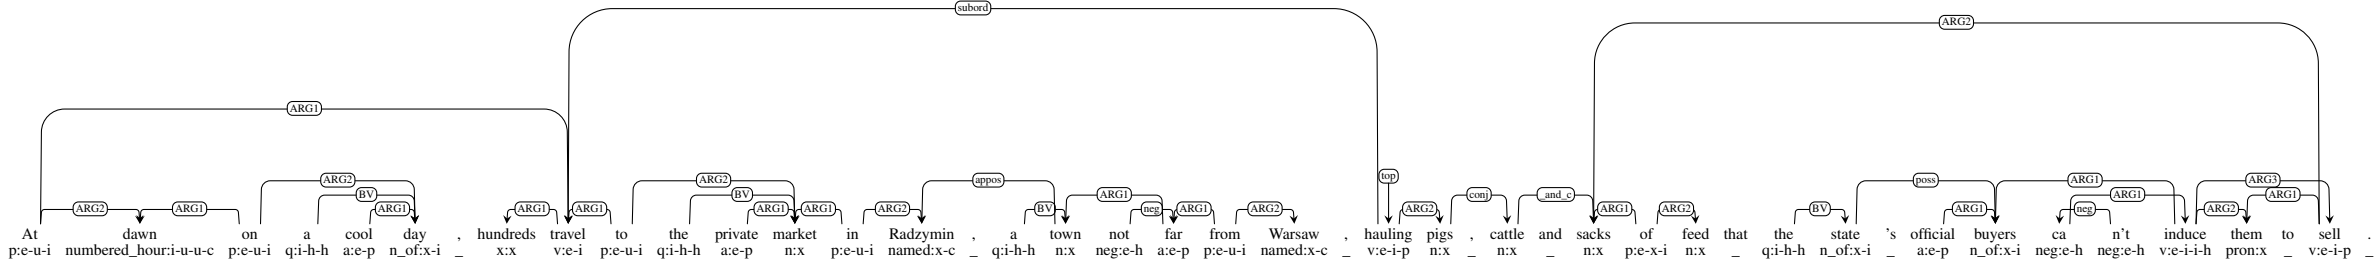 subord
ARG2
ARG1
top
ARG2 ARG2 appos poss ARG1 ARG3
BV BV ARG1 conj _and_c ARG1 ARG1
ARG2 ARG1 ARG1 ARG1 ARG1 ARG1 ARG1 ARG2 BV neg ARG1 ARG2 ARG2 ARG1 ARG2 BV ARG1 neg ARG2
At dawn on a cool day , hundreds travel to the private market in Radzymin , a town not far from Warsaw , hauling pigs , cattle and sacks of feed that the state 's official buyers ca n't induce them to sell .
p:e-u-i numbered_hour:i-u-u-c p:e-u-i q:i-h-h a:e-p n_of:x-i _ x:x v:e-i p:e-u-i q:i-h-h a:e-p n:x p:e-u-i named:x-c _ q:i-h-h n:x neg:e-h a:e-p p:e-u-i named:x-c _ v:e-i-p n:x _ n:x _ n:x p:e-x-i n:x _ q:i-h-h n_of:x-i _ a:e-p n_of:x-i neg:e-h neg:e-h v:e-i-i-h pron:x _ v:e-i-p _